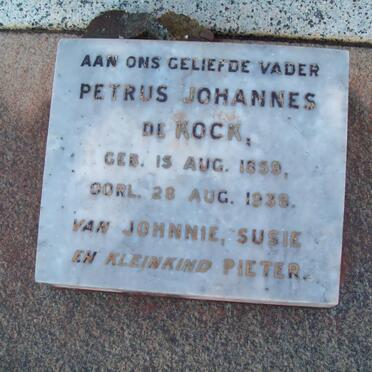 AAN ONS GELIEFDE VADER
PETRUS JOHANNES
DE KOCK,
GEB. 15 AUG. 1859,
OORL. 28 AUG. 1938.
VAN JOHNNIE, SUSIE
EN KLEINKIND PIETER.